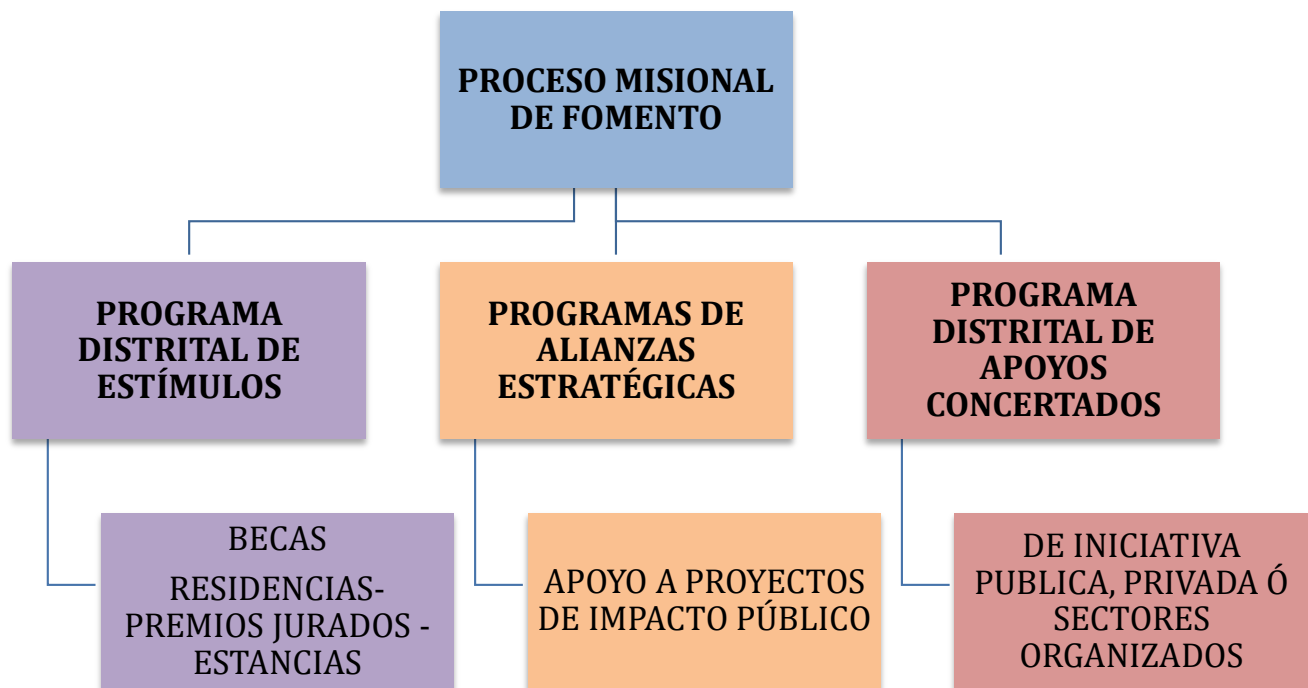 PROCESO MISIONAL
DE FOMENTO
PROGRAMA
DISTRITAL DE
ESTÍMULOS
PROGRAMAS DE
ALIANZAS
ESTRATÉGICAS
PROGRAMA
DISTRITAL DE
APOYOS
CONCERTADOS
BECAS
RESIDENCIAS-
PREMIOS JURADOS -
ESTANCIAS
APOYO A PROYECTOS
DE IMPACTO PÚBLICO
DE INICIATIVA
PUBLICA, PRIVADA Ó
SECTORES
ORGANIZADOS